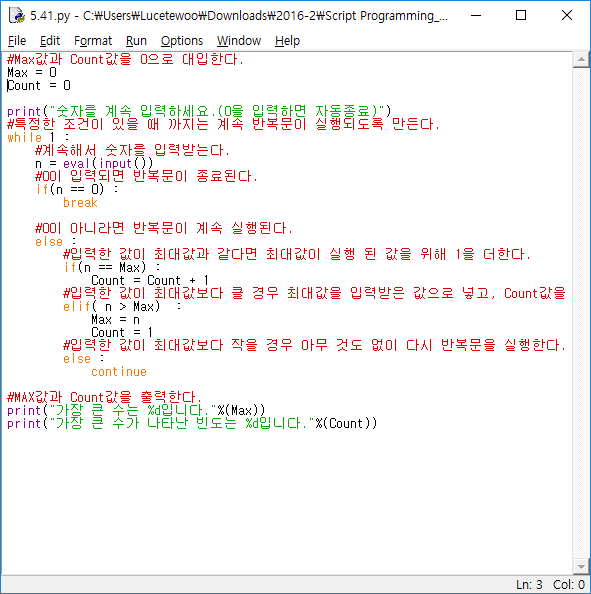 5.41.py - C:₩Users₩Lucetewoo₩Downloads₩2016-2₩Script Programming_...
File Edit Format Run Options Window Help
#Max값과 Count값을 0으로 대입한다.
Max = 0
Count = 0
print("숫자를 계속 입력하세요.(0을 입력하면 자동종료)")
#특정한 조건이 있을 때 까지는 계속 반복문이 실행되도록 만든다.
while 1 :
#계속해서 숫자를 입력받는다.
n = eval(input())
#0이 입력되면 반복문이 종료된다.
if(n == 0) :
break
#0이 아니라면 반복문이 계속 실행된다.
else :
#입력한 값이 최대값과 같다면 최대값이 실행 된 값을 위해 1을 더한다.
if(n == Max) :
Count = Count + 1
#입력한 값이 최대값보다 클 경우 최대값을 입력받은 값으로 넣고, Count값을
elif( n > Max)  :
Max = n
Count = 1
#입력한 값이 최대값보다 작을 경우 아무 것도 없이 다시 반복문을 실행한다.
else :
continue
#MAX값과 Count값을 출력한다.
print("가장 큰 수는 %d입니다."%(Max))
print("가장 큰 수가 나타난 빈도는 %d입니다."%(Count))
Ln: 3 Col: 0